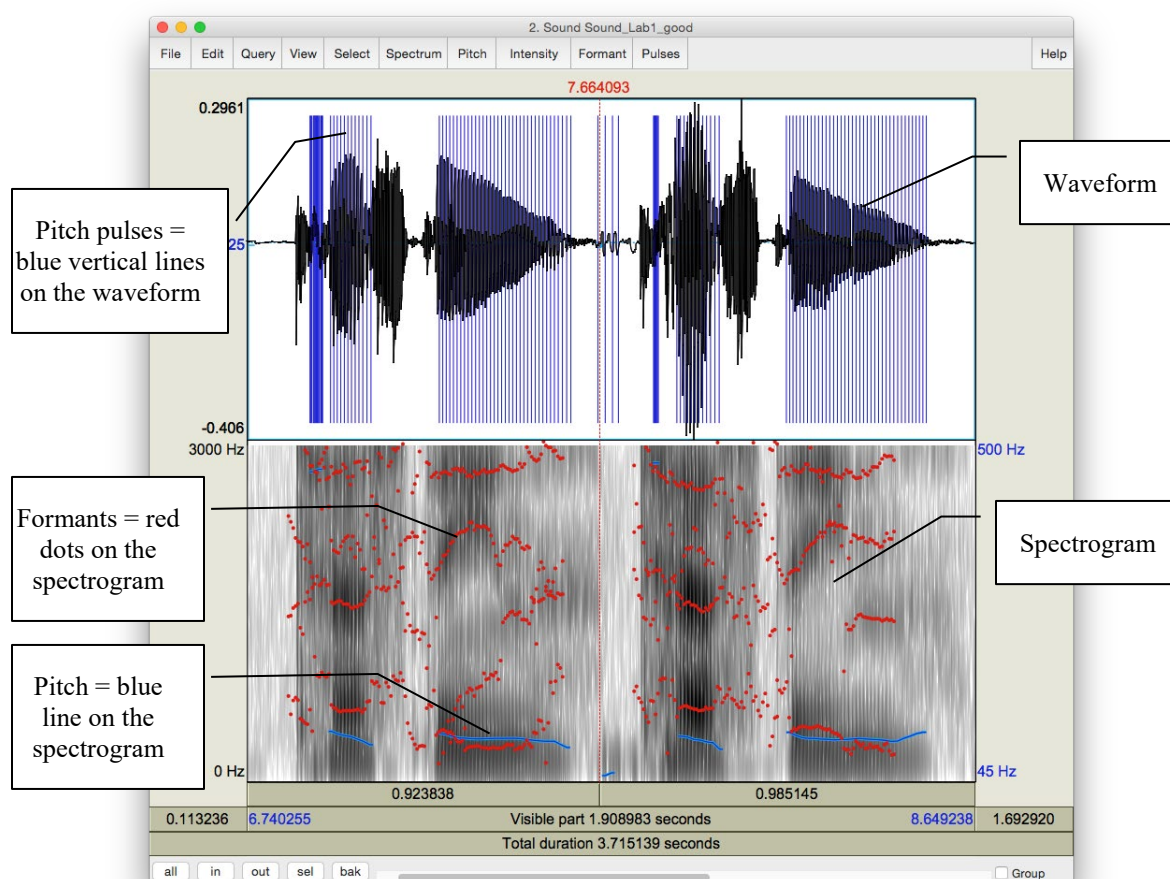 2. Sound Sound_Lab1_good
File Edit Query View Select Spectrum Pitch Intensity Formant Pulses Help
7.664093
0.2961
Pitch pulses =
blue vertical lines
on the waveform
Waveform
25
-0.406
3000 Hz
500 Hz
Formants = red
dots on the
spectrogram
Spectrogram
Pitch = blue
line on the
spectrogram
0 Hz
45 Hz
0.923838 0.985145
0.113236 6.740255 Visible part 1.908983 seconds 8.649238 1.692920
Total duration 3.715139 seconds
all in out sel bak Group